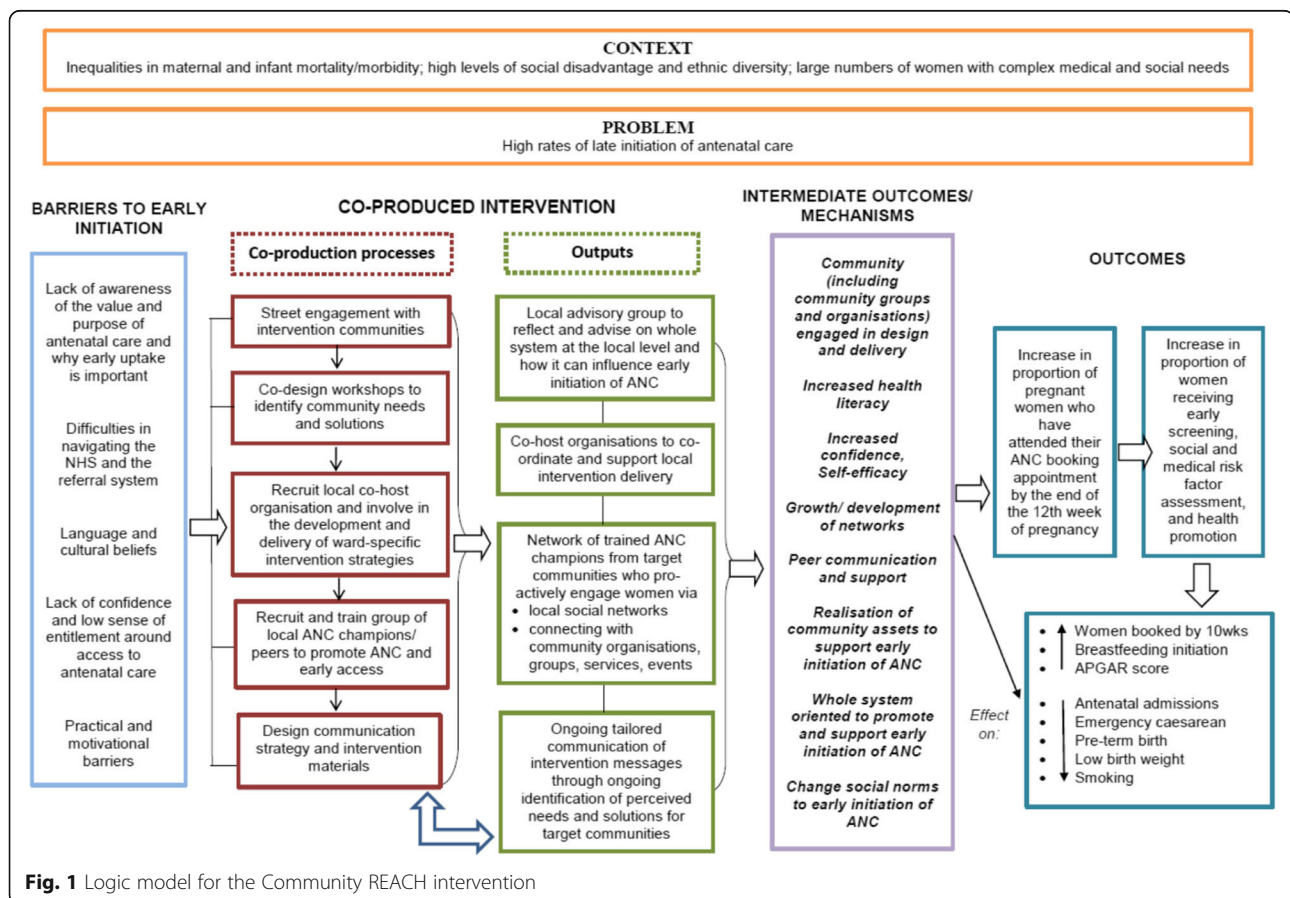 CONTEXT
Inequalities in maternal and infant mortality/morbidity; high levels of social disadvantage and ethnic diversity; large numbers of women with complex medical and social needs
PROBLEM
High rates of late initiation of antenatal care
BARRIERS TO EARLY
INITIATION
Lack of awareness
of the value and
purpose of
antenatal care and
why early uptake
is important
Difficulties in
navigating the
NHS and the
referral system
Language and
cultural beliefs
Lack of confidence
and low sense of
entitlement around
access to
antenatal care
Practical and
motivational
barriers
CO-PRODUCED INTERVENTION
Co-production processes
Street engagement with
intervention communities
Co-design workshops to
identify community needs
and solutions
Recruit local co-host
organisation and involve in
the development and
delivery of ward-specific
intervention strategies
Recruit and train group of
local ANC champions/
peers to promote ANC and
early access
Design communication
strategy and intervention
materials
Outputs
Local advisory group to
reflect and advise on whole
system at the local level and
how it can influence early
initiation of ANC
Co-host organisations to co-
ordinate and support local
intervention delivery
Network of trained ANC
champions from target
communities who pro-
actively engage women via
• local social networks
• connecting with
community organisations,
groups, services, events
Ongoing tailored
communication of
intervention messages
through ongoing
identification of perceived
needs and solutions for
target communities
INTERMEDIATE OUTCOMES/
MECHANISMS
Community
(including
community groups
and organisations)
engaged in design
and delivery
Increased health
literacy
Increased
confidence,
Self-efficacy
Growth/ development
of networks
Peer communication
and support
Realisation of
community assets to
support early
initiation of ANC
Whole system
oriented to promote
and support early
initiation of ANC
Change social norms
to early initiation of
ANC
OUTCOMES
Increase in
proportion of
pregnant
women who
have
attended their
ANC booking
appointment
by the end of
the 12th week
of pregnancy
Increase in
proportion of
women
receiving
early
screening,
social and
medical risk
factor
assessment,
and health
promotion
Effect
on:
• Women booked by 10wks
• Breastfeeding initiation
• APGAR score
• Antenatal admissions
• Emergency caesarean
• Pre-term birth
• Low birth weight
• Smoking
Fig. 1 Logic model for the Community REACH intervention